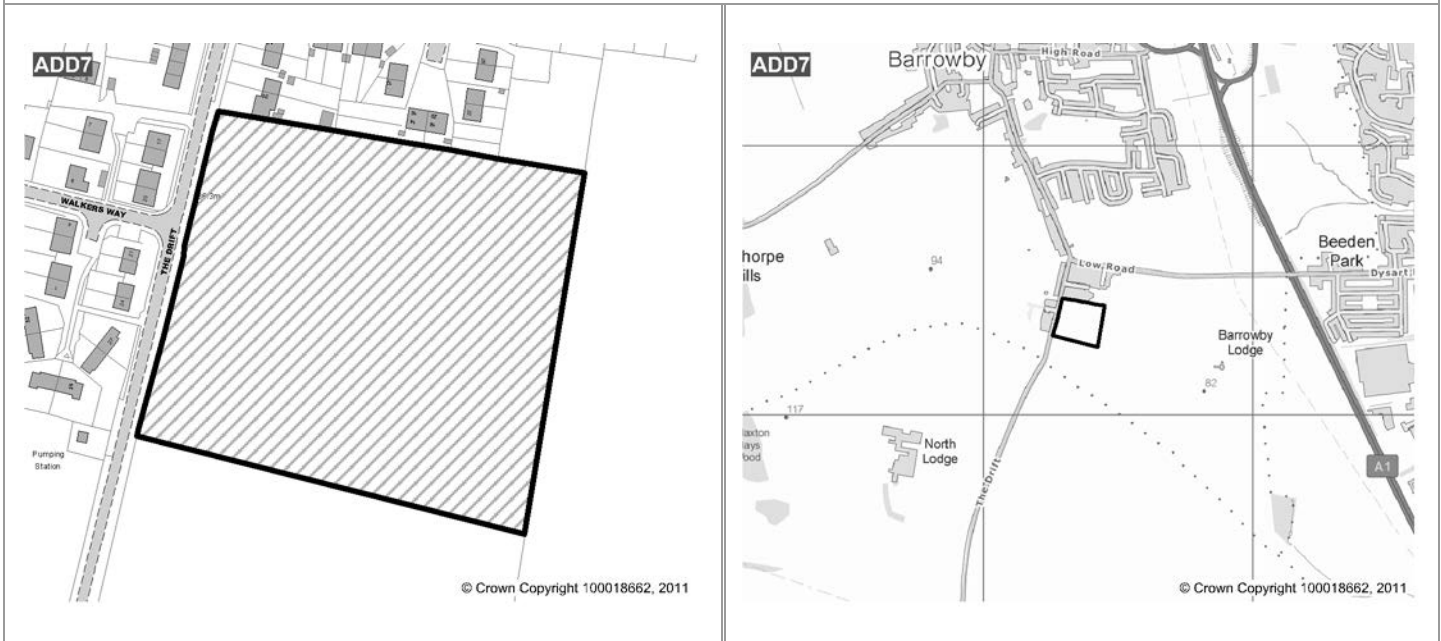 ADD7
WALKERS WAY
THE DRIFT
Pumping
Station
© Crown Copyright 100018662, 2011
ADD7
Barrowby
High Road
horpe
ills
94
Low Road
Beeden
Park
Dysart
Barrowby
Lodge
82
117
North
Lodge
The Drift
A1
© Crown Copyright 100018662, 2011